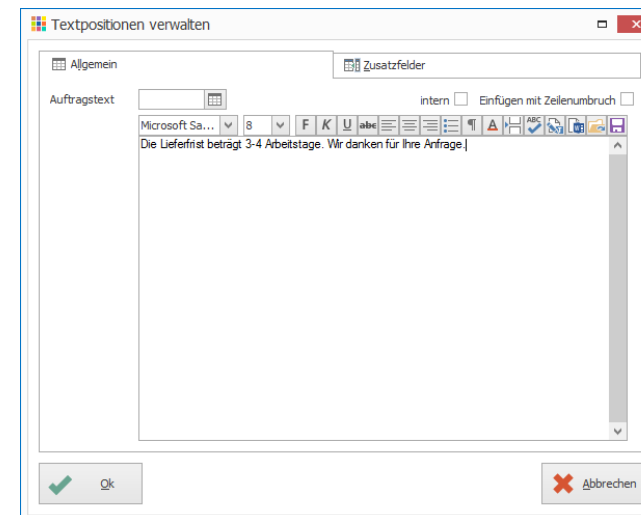 Textpositionen verwalten
Allgemein
Zusatzfelder
Auftragstext
intern
Einfügen mit Zeilenumbruch
Microsoft Sa... 8 F K U abc ¶ A ABC
Die Lieferfrist beträgt 3-4 Arbeitstage. Wir danken für Ihre Anfrage.
Ok
Abbrechen